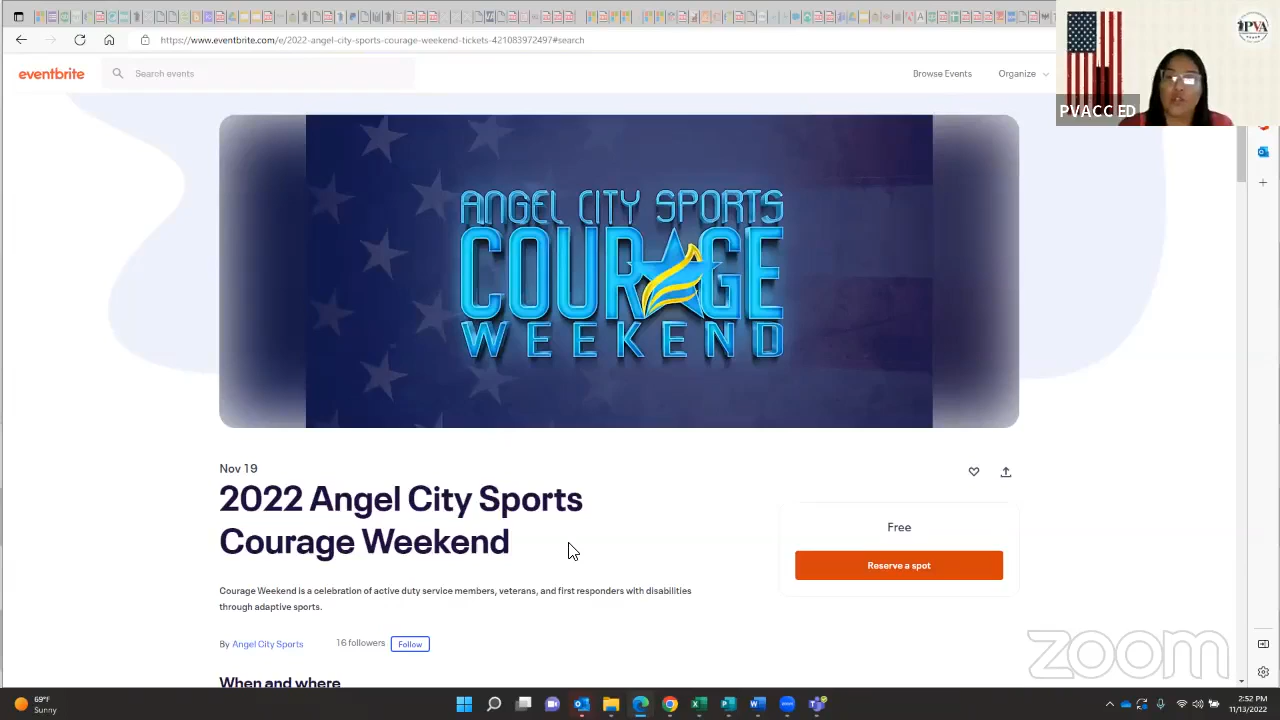 https://www.eventbrite.com/e/2022-angel-city-sports-courage-weekend-tickets-421083972497#search
eventbrite
Search events
Browse Events
Organize
PVA
PVACC ED
ANGEL CITY SPORTS
COURAGE
WEEKEND
Nov 19
2022 Angel City Sports
Courage Weekend
Free
Reserve a spot
Courage Weekend is a celebration of active duty service members, veterans, and first responders with disabilities
through adaptive sports.
By Angel City Sports
16 followers
Follow
When and where
zoom
69°F
Sunny
2:52 PM
11/13/2022